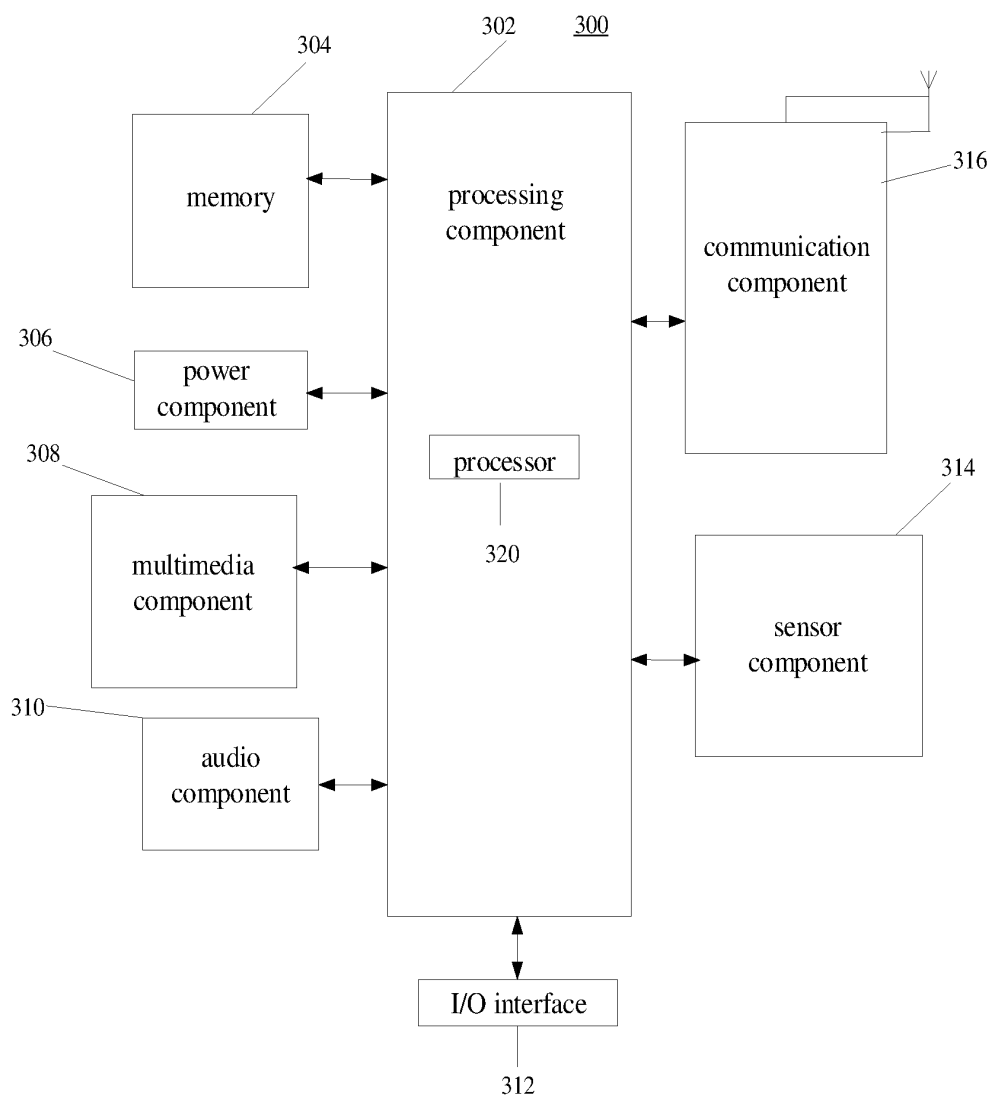 302
300
304
memory
processing
component
316
communication
component
306
power
component
308
processor
320
314
multimedia
component
sensor
component
310
audio
component
I/O interface
312